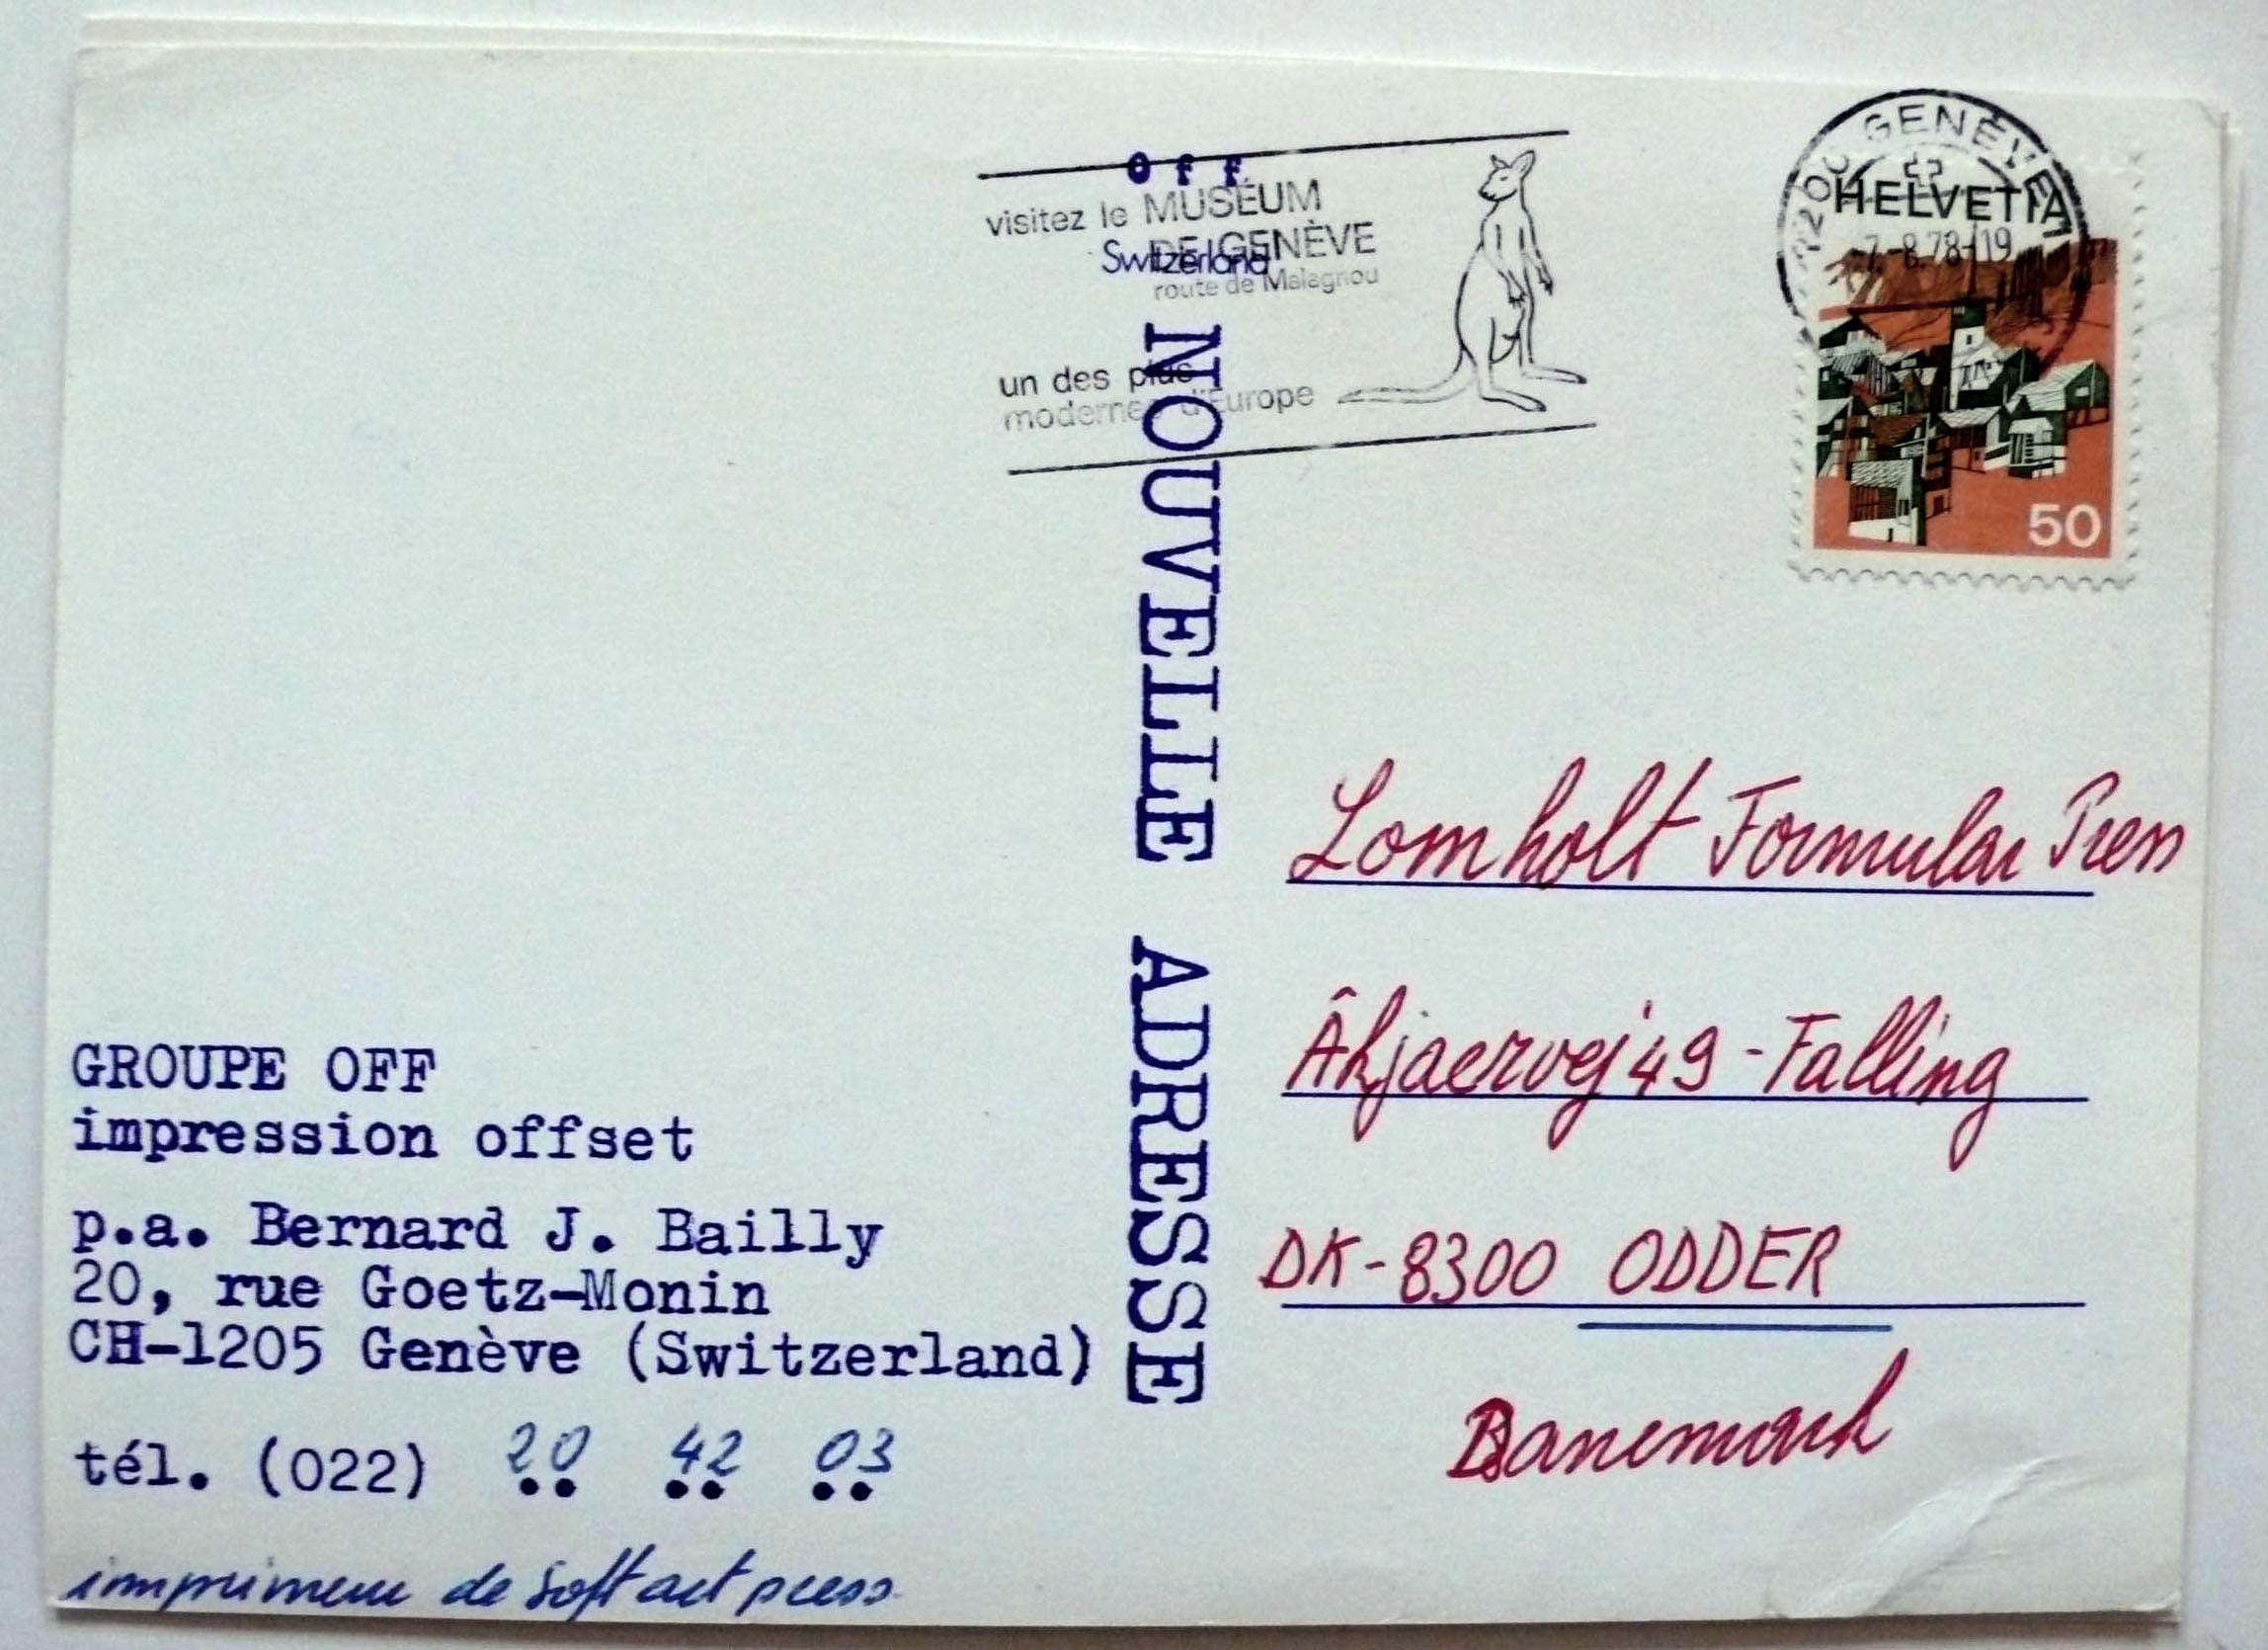 Off
Switzerland
visitez le MUSÉUM
DE GENÈVE
route de Malagnou
un des plus
modernes d'Europe
1200 GENÈVE
-7.-8.78-19
HELVETIA
50
NOUVELLE ADRESSE
GROUPE OFF
impression offset
p.a. Bernard J. Bailly
20, rue Goetz-Monin
CH-1205 Genève (Switzerland)
tél. (022) 20 42 03
imprimeur de Soft art press
Lomholt Formular Press
Åkjaervej 49 - Falling
DK-8300 ODDER
Danemark